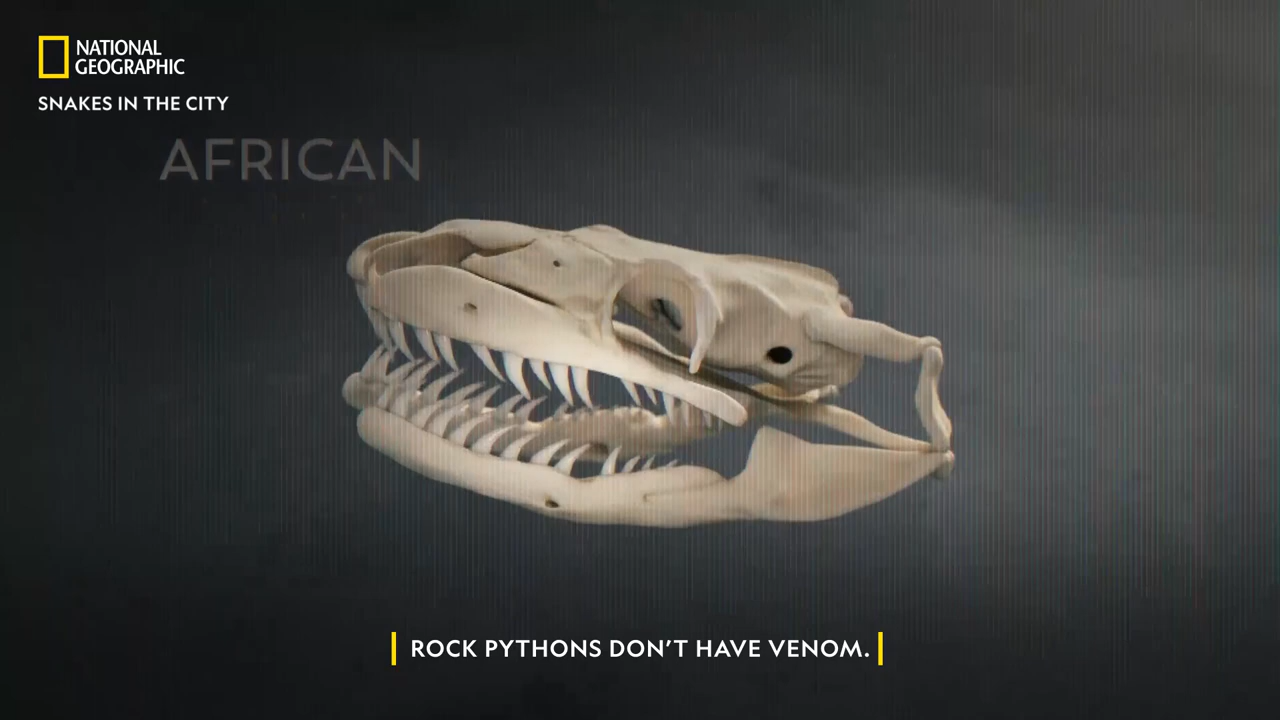 NATIONAL
GEOGRAPHIC
SNAKES IN THE CITY
AFRICAN
ROCK PYTHONS DON'T HAVE VENOM.